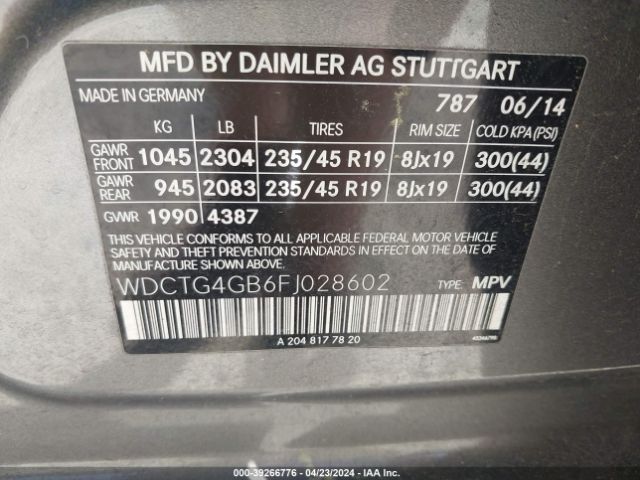 MFD BY DAIMLER AG STUTTGART
MADE IN GERMANY 787 06/14
KG LB TIRES RIM SIZE COLD KPA(PSI)
GAWR FRONT 1045 2304 235/45 R19 8Jx19 300(44)
GAWR REAR 945 2083 235/45 R19 8Jx19 300(44)
GVWR 1990 4387
THIS VEHICLE CONFORMS TO ALL APPLICABLE FEDERAL MOTOR VEHICLE
SAFETY AND THEFT PREVENTION STANDARDS IN EFFECT ON THE DATE OF
MANUFACTURE SHOWN ABOVE.
WDCTG4GB6FJ028602 TYPE: MPV
A 204 817 78 20
000-39266776 - 04/23/2024 - IAA Inc.